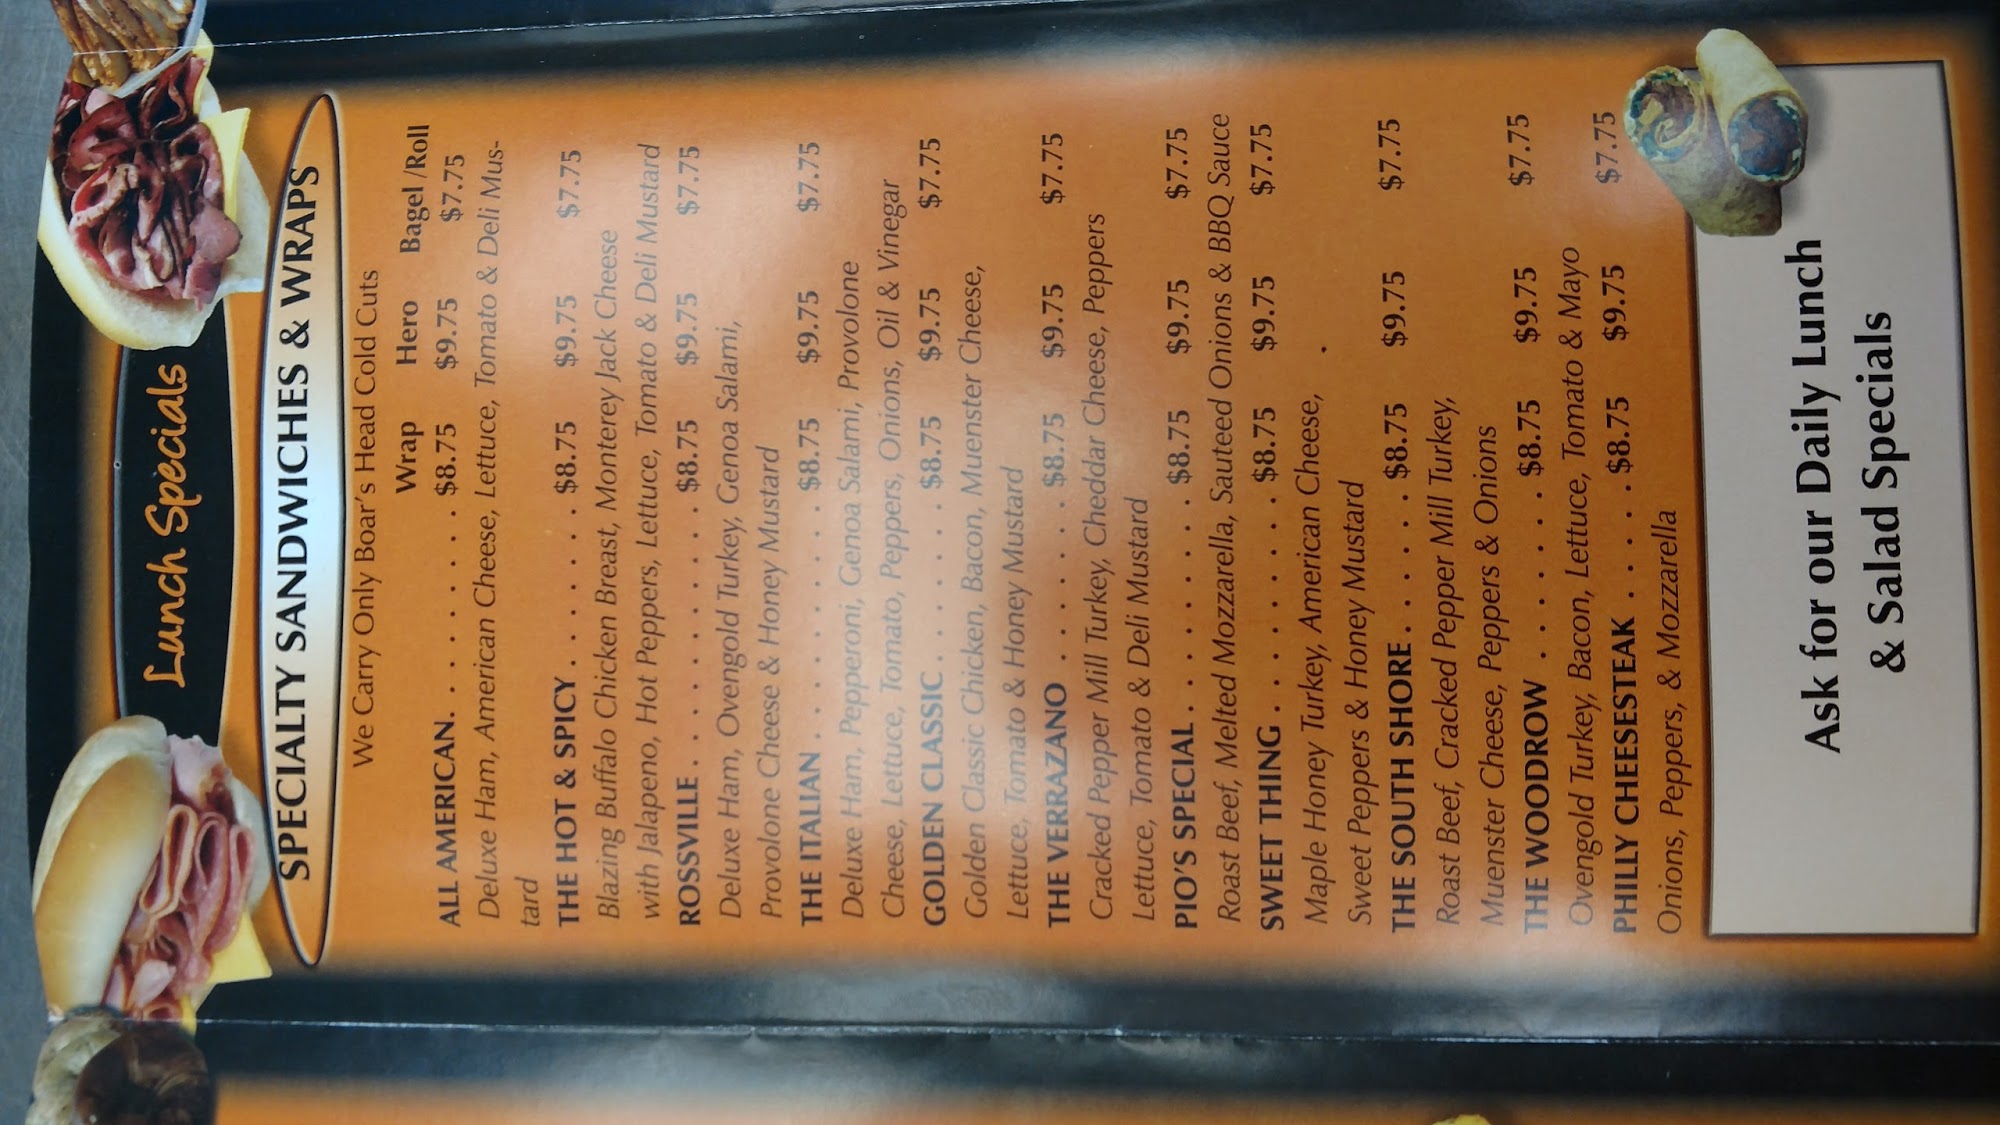 Lunch Specials
SPECIALTY SANDWICHES & WRAPS
We Carry Only Boar's Head Cold Cuts
Wrap Hero Bagel /Roll
ALL AMERICAN. . . . . . . . . $8.75 $9.75 $7.75
Deluxe Ham, American Cheese, Lettuce, Tomato & Deli Mus-
tard
THE HOT & SPICY . . . . . . . $8.75 $9.75 $7.75
Blazing Buffalo Chicken Breast, Monterey Jack Cheese
with Jalapeno, Hot Peppers, Lettuce, Tomato & Deli Mustard
ROSSVILLE . . . . . . . . . . . $8.75 $9.75 $7.75
Deluxe Ham, Ovengold Turkey, Genoa Salami,
Provolone Cheese & Honey Mustard
THE ITALIAN . . . . . . . . . . $8.75 $9.75 $7.75
Deluxe Ham, Pepperoni, Genoa Salami, Provolone
Cheese, Lettuce, Tomato, Peppers, Onions, Oil & Vinegar
GOLDEN CLASSIC . . . . . . . $8.75 $9.75 $7.75
Golden Classic Chicken, Bacon, Muenster Cheese,
Lettuce, Tomato & Honey Mustard
THE VERRAZANO . . . . . . . $8.75 $9.75 $7.75
Cracked Pepper Mill Turkey, Cheddar Cheese, Peppers
Lettuce, Tomato & Deli Mustard
PIO'S SPECIAL . . . . . . . . . $8.75 $9.75 $7.75
Roast Beef, Melted Mozzarella, Sauteed Onions & BBQ Sauce
SWEET THING . . . . . . . . . $8.75 $9.75 $7.75
Maple Honey Turkey, American Cheese,
Sweet Peppers & Honey Mustard
THE SOUTH SHORE . . . . . . $8.75 $9.75 $7.75
Roast Beef, Cracked Pepper Mill Turkey,
Muenster Cheese, Peppers & Onions
THE WOODROW . . . . . . . . $8.75 $9.75 $7.75
Ovengold Turkey, Bacon, Lettuce, Tomato & Mayo
PHILLY CHEESESTEAK . . . . . $8.75 $9.75 $7.75
Onions, Peppers, & Mozzarella
Ask for our Daily Lunch
& Salad Specials